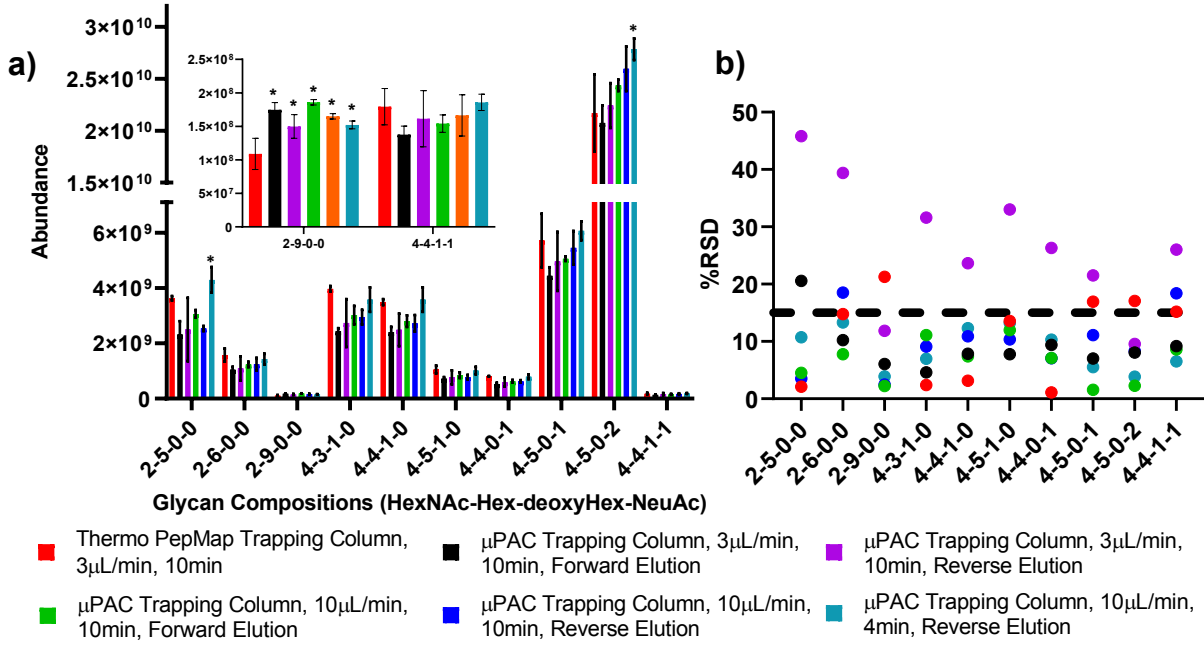 a)
Abundance
3×10¹⁰
2.5×10¹⁰
2×10¹⁰
1.5×10¹⁰
6×10⁹
4×10⁹
2×10⁹
0
*
*
2.5×10⁸
2×10⁸
1.5×10⁸
1×10⁸
5×10⁷
0
* * * * *
2-9-0-0 4-4-1-1
2-5-0-0
2-6-0-0
2-9-0-0
4-3-1-0
4-4-1-0
4-5-1-0
4-4-0-1
4-5-0-1
4-5-0-2
4-4-1-1
Glycan Compositions (HexNAc-Hex-deoxyHex-NeuAc)
b)
%RSD
50
40
30
20
10
0
2-5-0-0
2-6-0-0
2-9-0-0
4-3-1-0
4-4-1-0
4-5-1-0
4-4-0-1
4-5-0-1
4-5-0-2
4-4-1-1
Thermo PepMap Trapping Column,
3μL/min, 10min
μPAC Trapping Column, 3μL/min,
10min, Forward Elution
μPAC Trapping Column, 3μL/min,
10min, Reverse Elution
μPAC Trapping Column, 10μL/min,
10min, Forward Elution
μPAC Trapping Column, 10μL/min,
10min, Reverse Elution
μPAC Trapping Column, 10μL/min,
4min, Reverse Elution